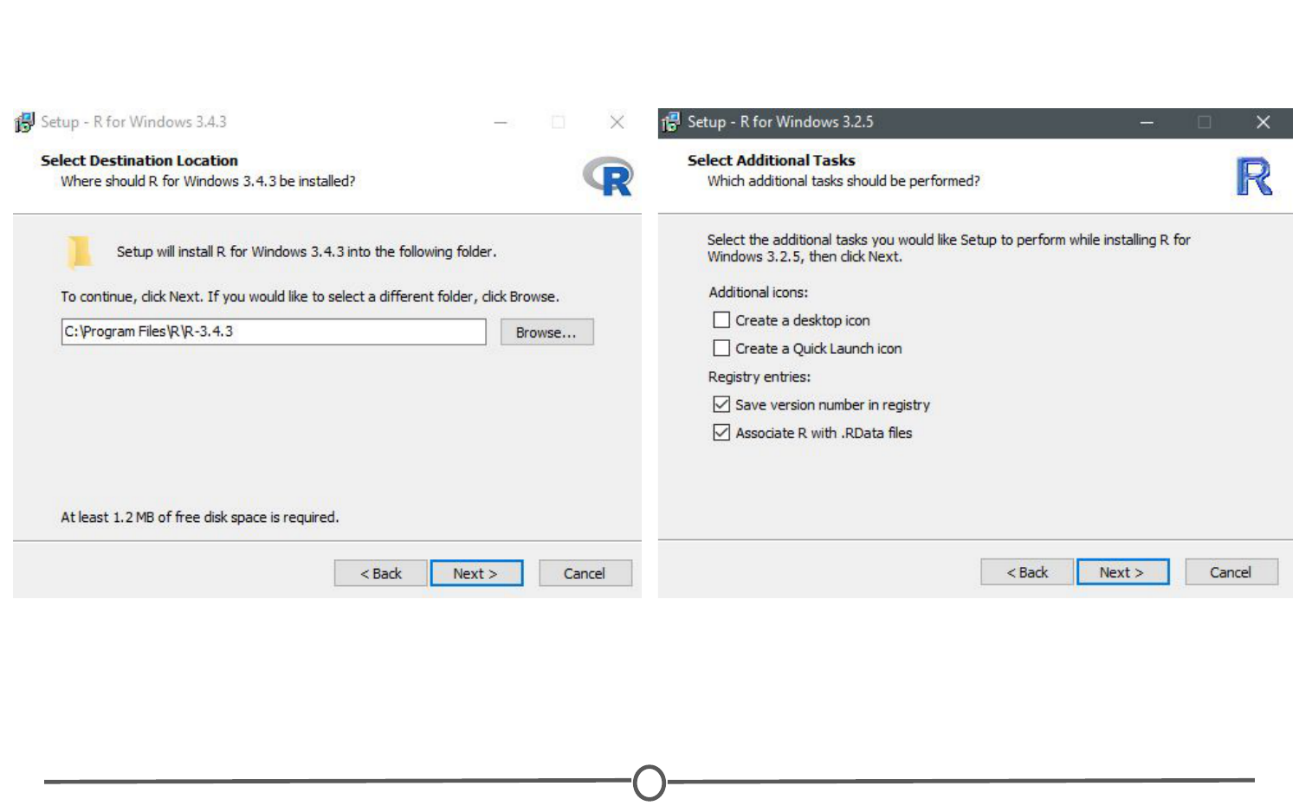 Setup - R for Windows 3.4.3
Select Destination Location
Where should R for Windows 3.4.3 be installed?
R
Setup will install R for Windows 3.4.3 into the following folder.
To continue, click Next. If you would like to select a different folder, click Browse.
C:\Program Files\R\R-3.4.3
Browse...
At least 1.2 MB of free disk space is required.
< Back
Next >
Cancel
Setup - R for Windows 3.2.5
Select Additional Tasks
Which additional tasks should be performed?
R
Select the additional tasks you would like Setup to perform while installing R for
Windows 3.2.5, then click Next.
Additional icons:
Create a desktop icon
Create a Quick Launch icon
Registry entries:
Save version number in registry
Associate R with .RData files
< Back
Next >
Cancel